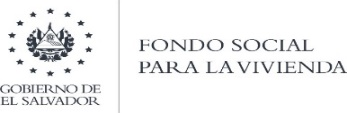 GOBIERNO DE
EL SALVADOR
FONDO SOCIAL
PARA LA VIVIENDA